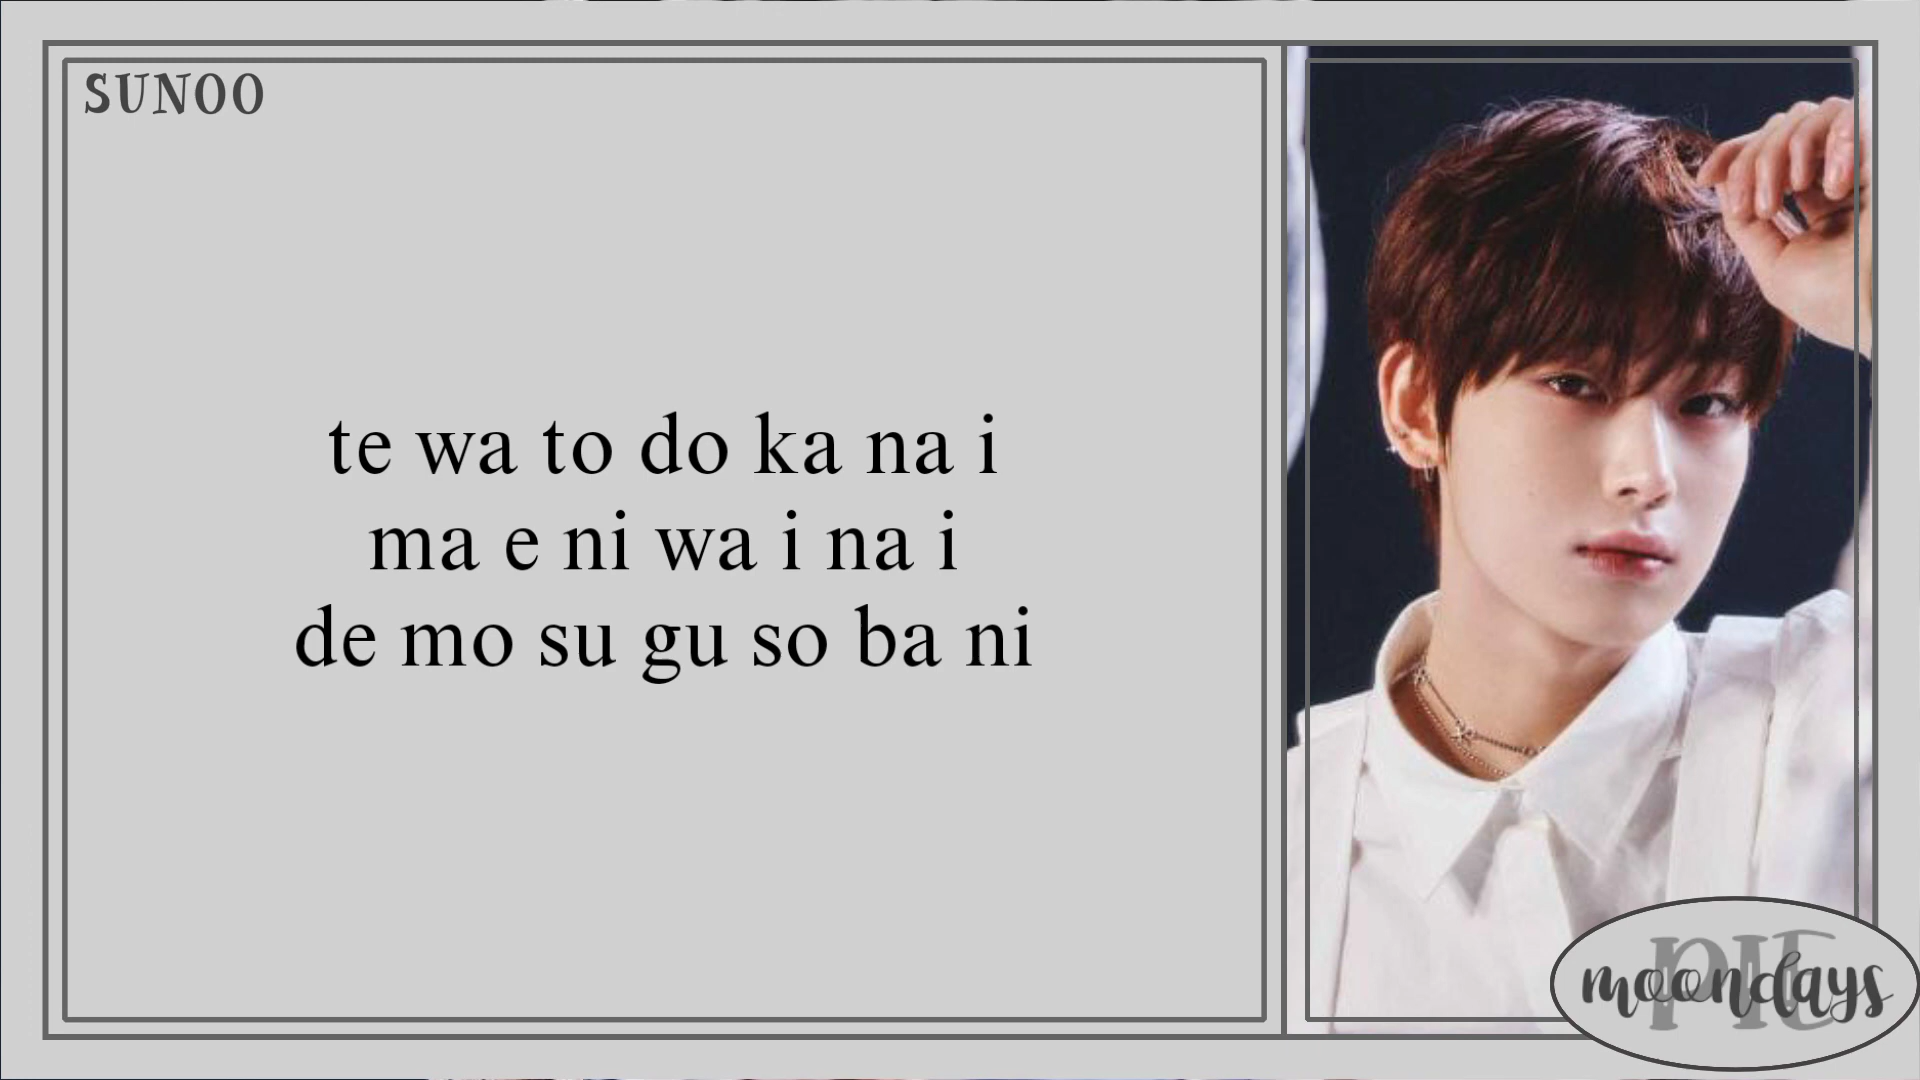 SUNOO
te wa to do ka na i
ma e ni wa i na i
de mo su gu so ba ni
PIE
moondays